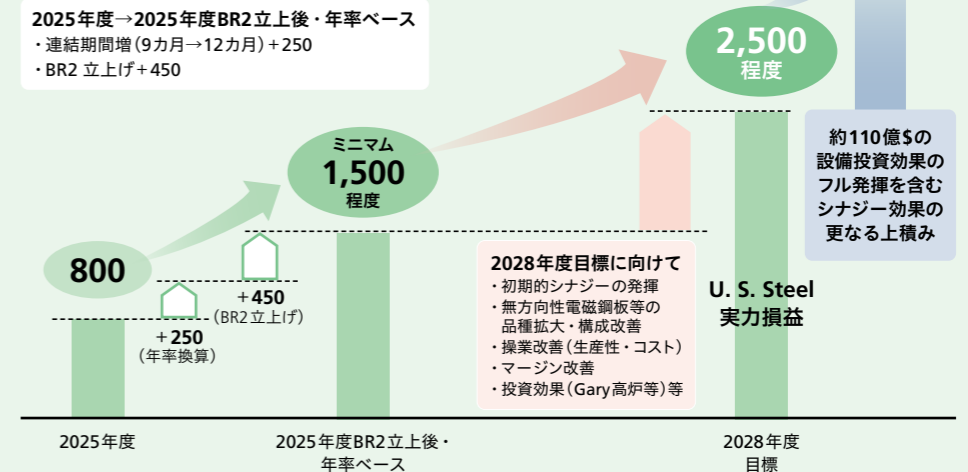 2025年度→2025年度BR2立上後・年率ベース
・連結期間増（9カ月→12カ月）＋250
・BR2 立上げ＋450
2,500
程度
ミニマム
1,500
程度
約110億$の
設備投資効果の
フル発揮を含む
シナジー効果の
更なる上積み
800
＋450
（BR2立上げ）
＋250
（年率換算）
2028年度目標に向けて
・初期的シナジーの発揮
・無方向性電磁鋼板等の
品種拡大・構成改善
・操業改善（生産性・コスト）
・マージン改善
・投資効果（Gary高炉等）等
U. S. Steel
実力損益
2025年度
2025年度BR2立上後・
年率ベース
2028年度
目標